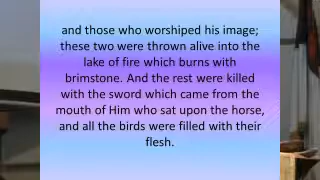 and those who worshiped his image;
these two were thrown alive into the
lake of fire which burns with
brimstone. And the rest were killed
with the sword which came from the
mouth of Him who sat upon the horse,
and all the birds were filled with their
flesh.